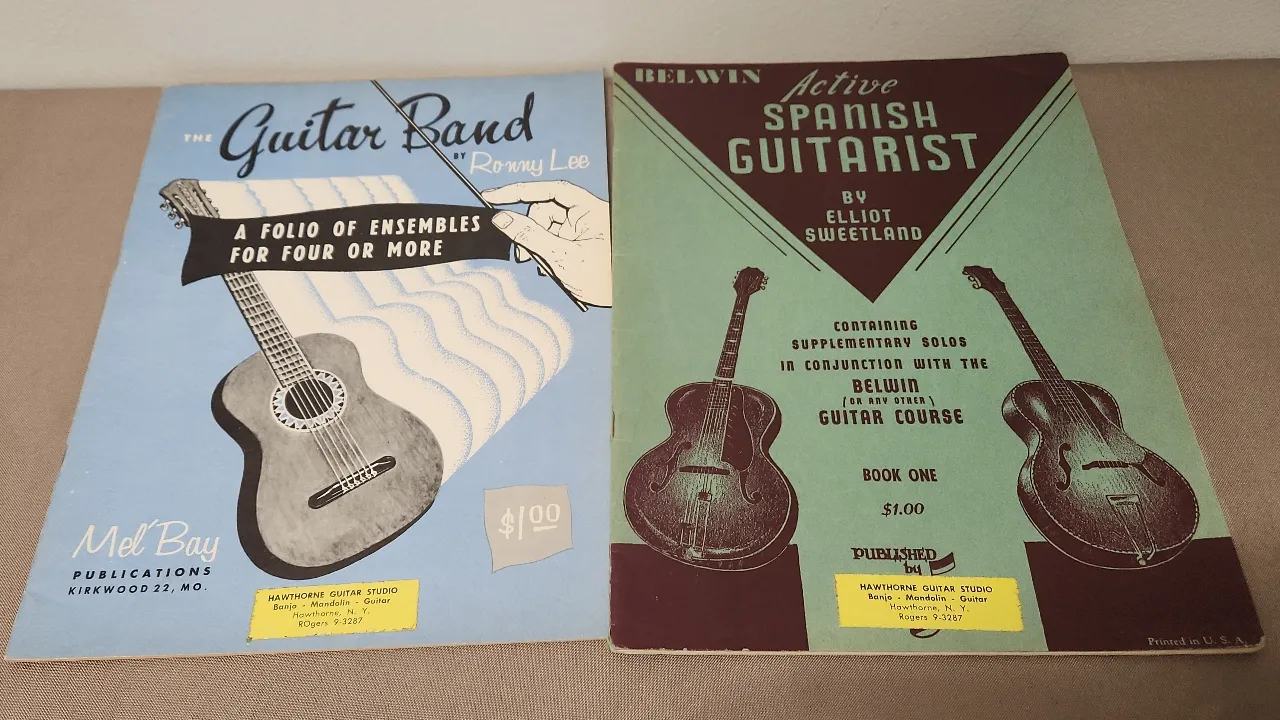 THE Guitar Band
BY Ronny Lee
A FOLIO OF ENSEMBLES
FOR FOUR OR MORE
$1.00
Mel Bay
PUBLICATIONS
KIRKWOOD 22, MO.
HAWTHORNE GUITAR STUDIO
Banjo - Mandolin - Guitar
Hawthorne, N. Y.
ROgers 9-3287
BELWIN
Active
SPANISH
GUITARIST
BY
ELLIOT
SWEETLAND
CONTAINING
SUPPLEMENTARY SOLOS
IN CONJUNCTION WITH THE
BELWIN
(OR ANY OTHER)
GUITAR COURSE
BOOK ONE
$1.00
PUBLISHED
by
HAWTHORNE GUITAR STUDIO
Banjo - Mandolin - Guitar
Hawthorne, N. Y.
Rogers 9-3287
Printed in U. S. A.